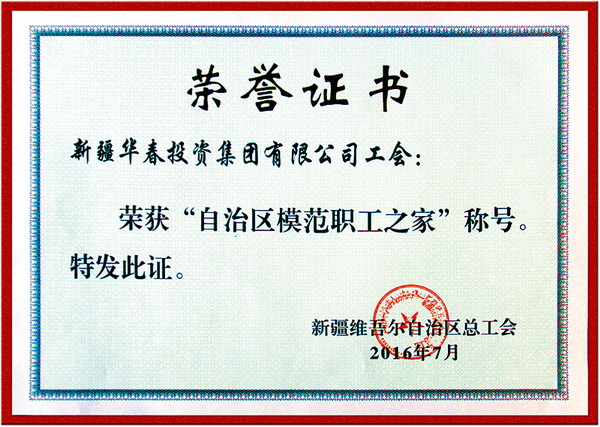 荣誉证书
新疆华春投资集团有限公司工会：
荣获“自治区模范职工之家”称号。
特发此证。
新疆维吾尔自治区总工会
2016年7月